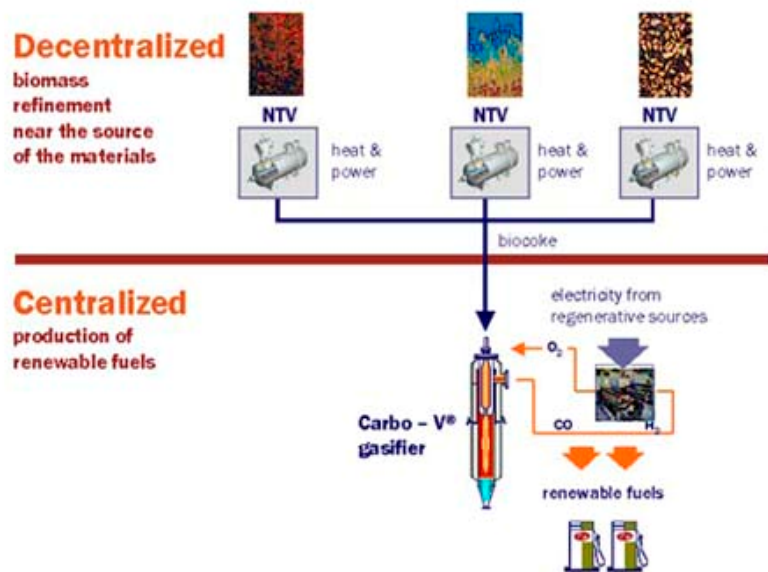 Decentralized
biomass
refinement
near the source
of the materials
NTV
heat &
power
NTV
heat &
power
NTV
heat &
power
biocoke
Centralized
production of
renewable fuels
electricity from
regenerative sources
O2
Carbo – V®
gasifier
CO
H2
renewable fuels